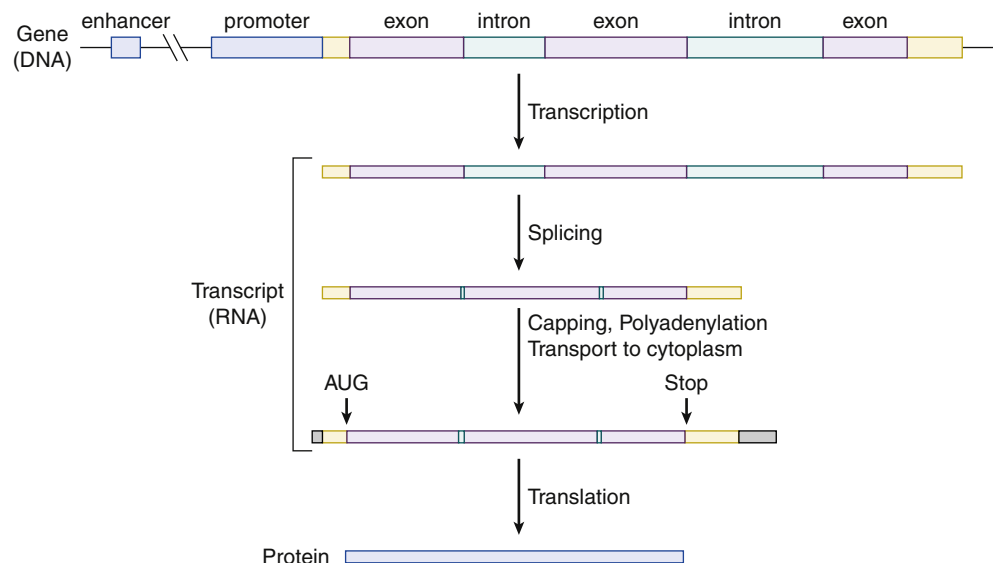 enhancer promoter exon intron exon intron exon
Gene
(DNA)
Transcription
Splicing
Transcript
(RNA)
Capping, Polyadenylation
Transport to cytoplasm
AUG Stop
Translation
Protein